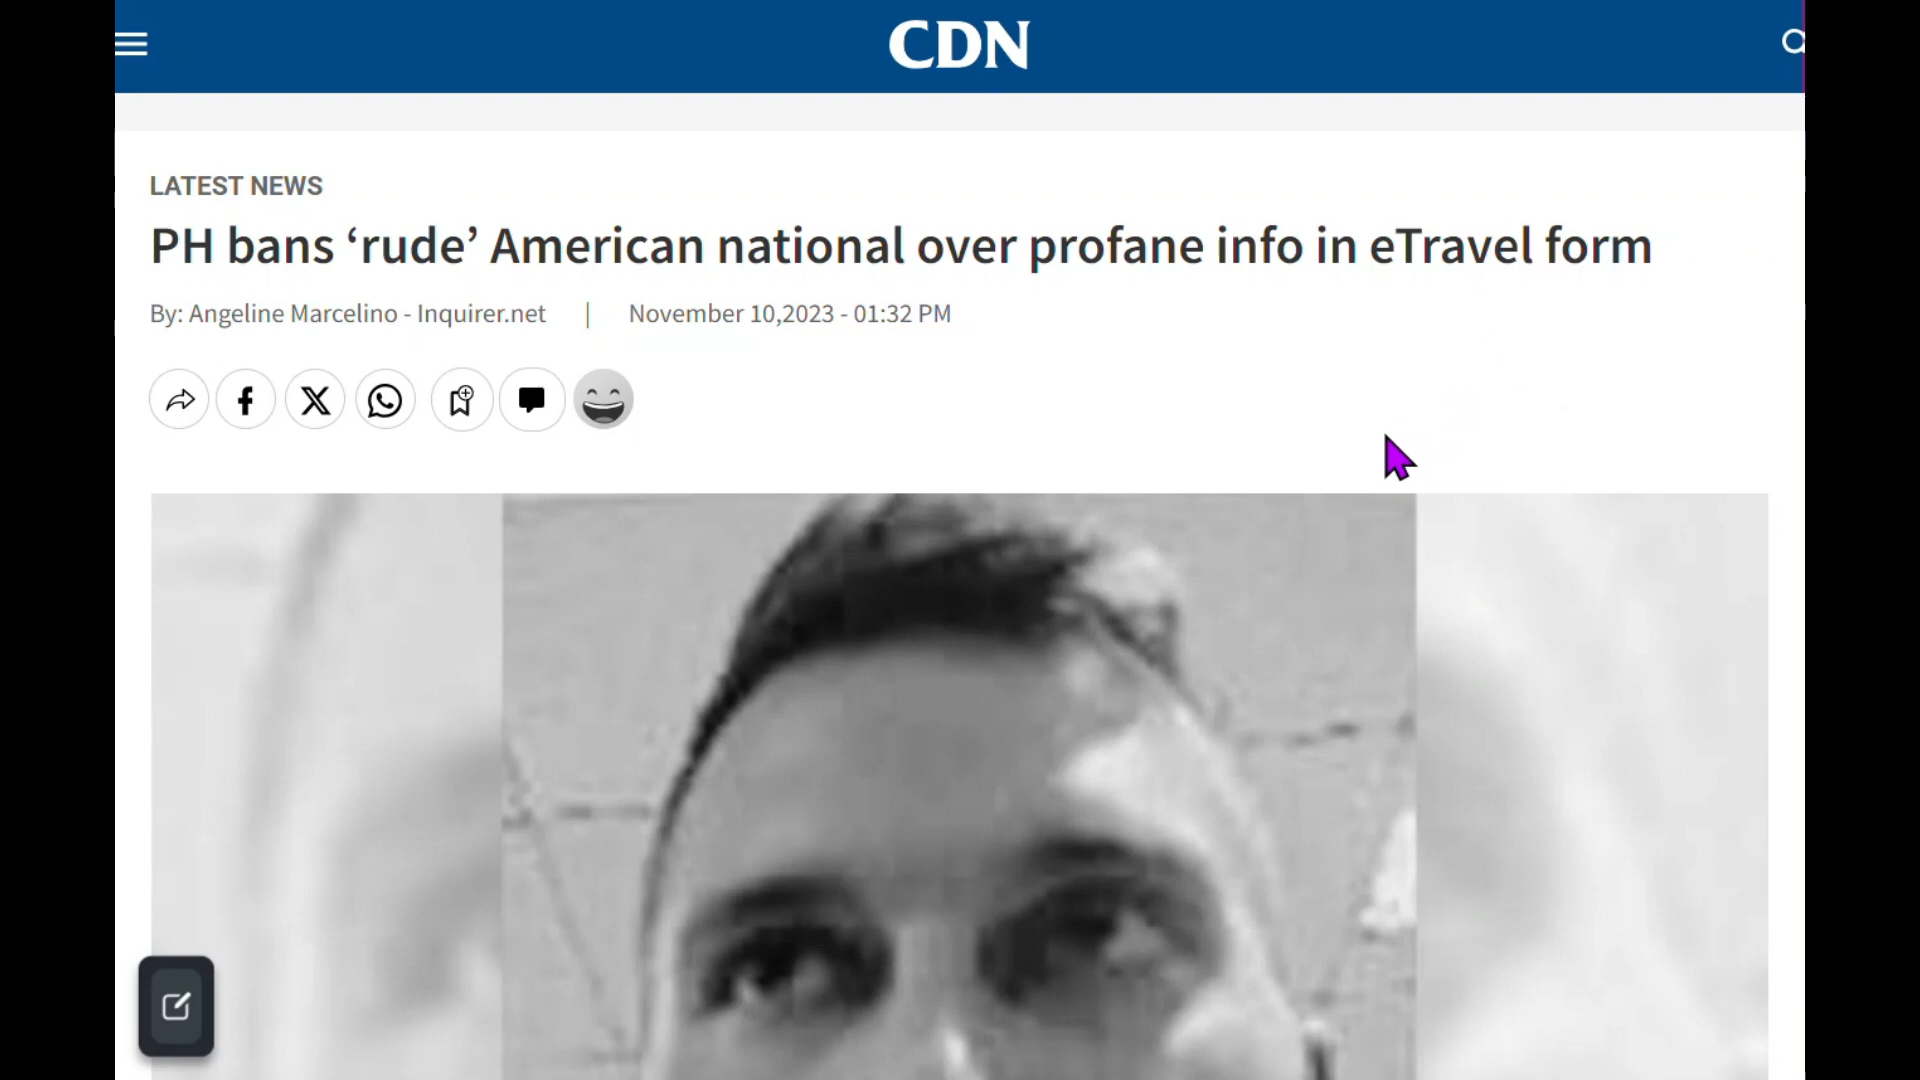 CDN
LATEST NEWS
PH bans ‘rude’ American national over profane info in eTravel form
By: Angeline Marcelino - Inquirer.net | November 10,2023 - 01:32 PM